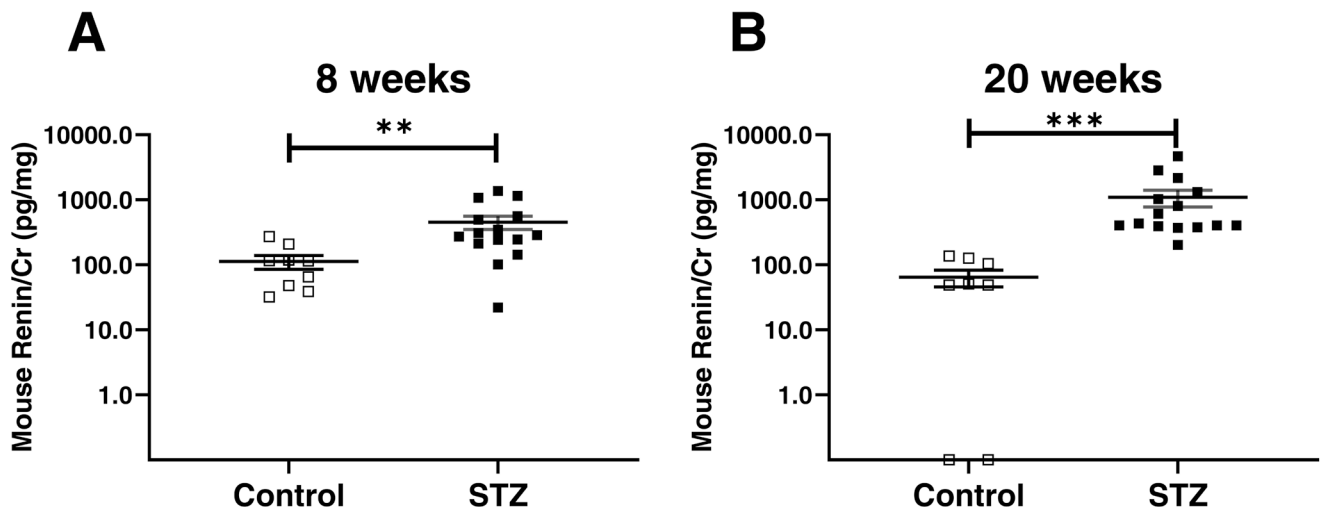 A
8 weeks
**
Mouse Renin/Cr (pg/mg)
10000.0
1000.0
100.0
10.0
1.0
Control STZ
B
20 weeks
***
Mouse Renin/Cr (pg/mg)
10000.0
1000.0
100.0
10.0
1.0
Control STZ